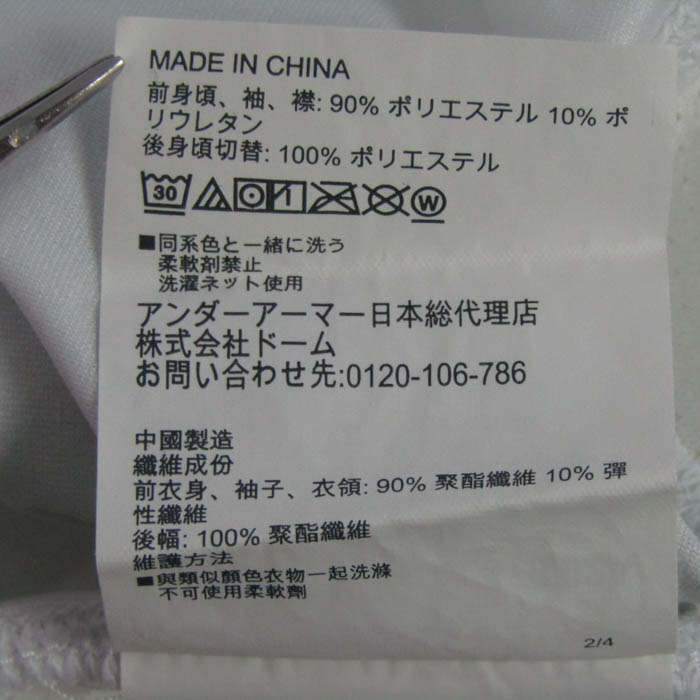 MADE IN CHINA
前身頃、袖、襟: 90% ポリエステル 10% ポ
リウレタン
後身頃切替: 100% ポリエステル
30 W
■同系色と一緒に洗う
柔軟剤禁止
洗濯ネット使用
アンダーアーマー日本総代理店
株式会社ドーム
お問い合わせ先:0120-106-786
中國製造
纖維成份
前衣身、袖子、衣領: 90% 聚酯纖維 10% 彈
性纖維
後幅: 100% 聚酯纖維
維護方法
■與類似顏色衣物一起洗滌
不可使用柔軟劑
2/4